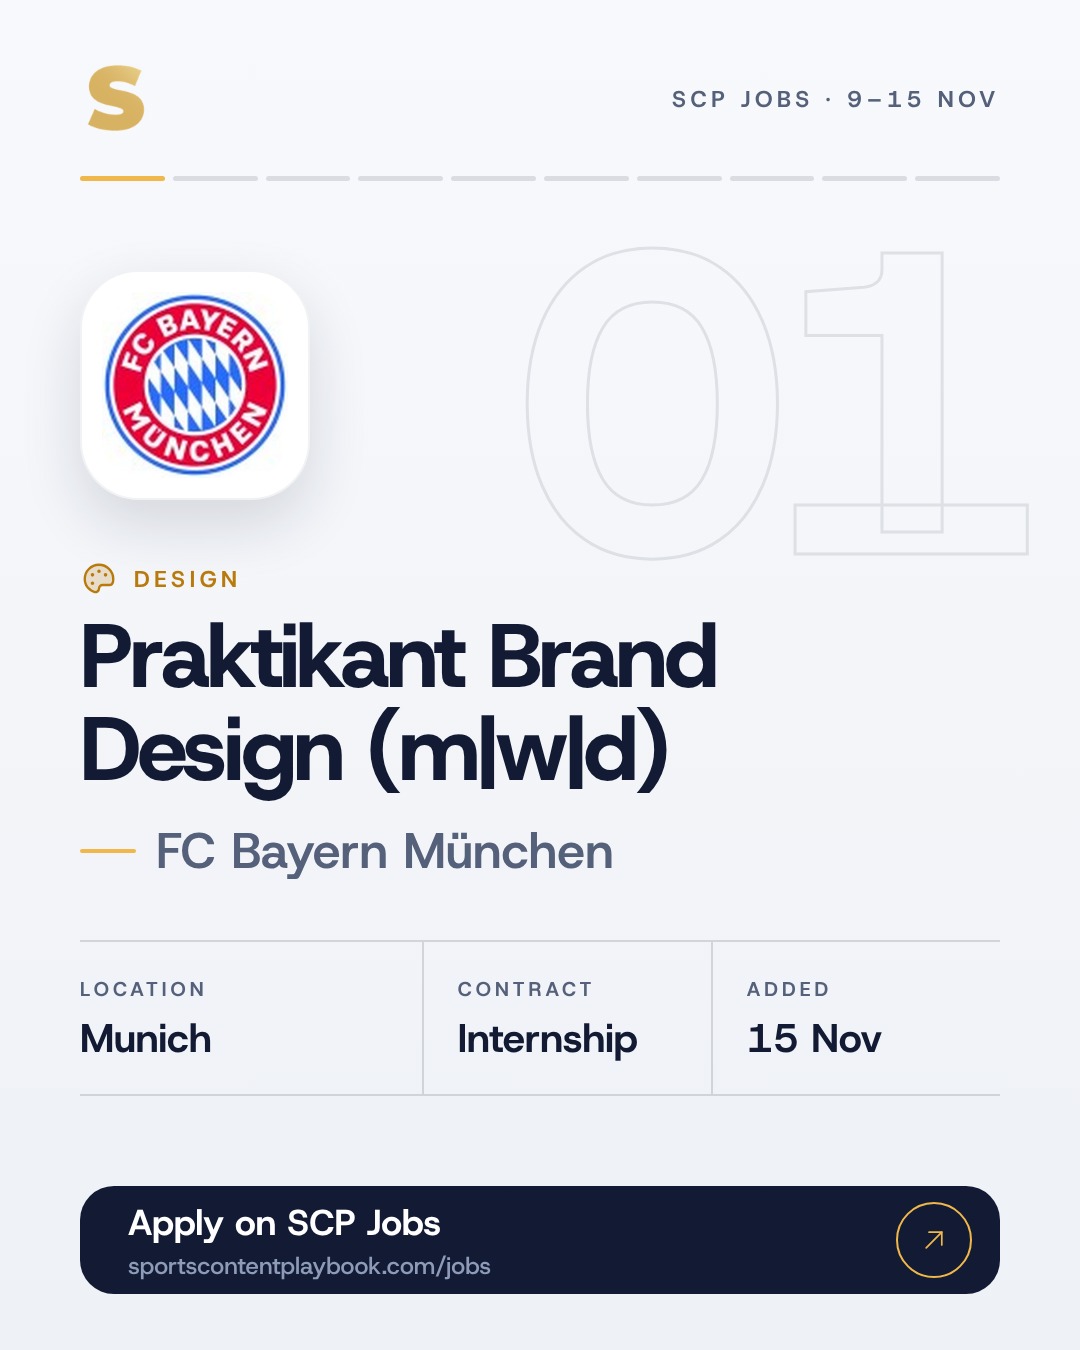 S
SCP JOBS · 9–15 NOV
01
FC BAYERN
MÜNCHEN
DESIGN
Praktikant Brand
Design (m|w|d)
FC Bayern München
LOCATION
Munich
CONTRACT
Internship
ADDED
15 Nov
Apply on SCP Jobs
sportscontentplaybook.com/jobs